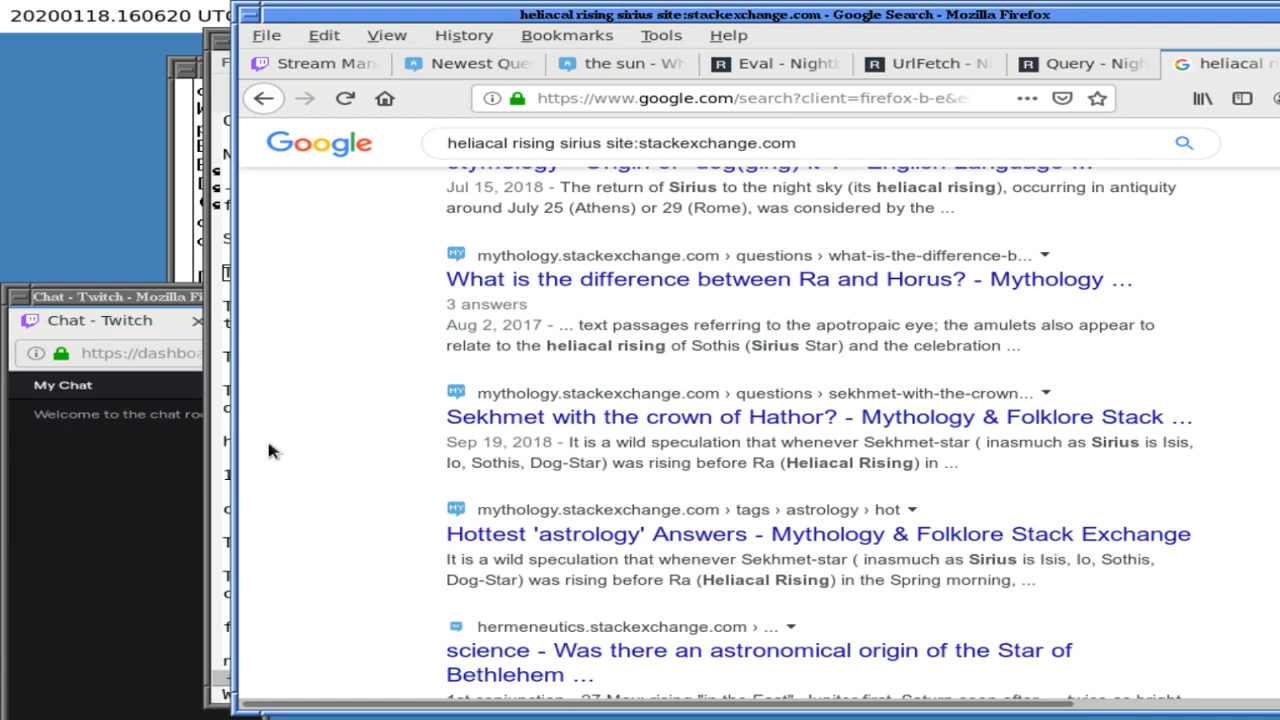 20200118.160620 UTC
heliacal rising sirius site:stackexchange.com - Google Search - Mozilla Firefox
File Edit View History Bookmarks Tools Help
Stream Man
Newest Que
the sun - Wh
Eval - Nightl
UrlFetch - Ni
Query - Nigh
heliacal ri
https://www.google.com/search?client=firefox-b-e&
Google
heliacal rising sirius site:stackexchange.com
Jul 15, 2018 - The return of Sirius to the night sky (its heliacal rising), occurring in antiquity
around July 25 (Athens) or 29 (Rome), was considered by the ...
mythology.stackexchange.com › questions › what-is-the-difference-b...
What is the difference between Ra and Horus? - Mythology ...
3 answers
Aug 2, 2017 - ... text passages referring to the apotropaic eye; the amulets also appear to
relate to the heliacal rising of Sothis (Sirius Star) and the celebration ...
mythology.stackexchange.com › questions › sekhmet-with-the-crown...
Sekhmet with the crown of Hathor? - Mythology & Folklore Stack ...
Sep 19, 2018 - It is a wild speculation that whenever Sekhmet-star ( inasmuch as Sirius is Isis,
Io, Sothis, Dog-Star) was rising before Ra (Heliacal Rising) in ...
mythology.stackexchange.com › tags › astrology › hot
Hottest 'astrology' Answers - Mythology & Folklore Stack Exchange
It is a wild speculation that whenever Sekhmet-star ( inasmuch as Sirius is Isis, Io, Sothis,
Dog-Star) was rising before Ra (Heliacal Rising) in the Spring morning, ...
hermeneutics.stackexchange.com › ...
science - Was there an astronomical origin of the Star of
Bethlehem ...
Chat - Twitch - Mozilla Fi
Chat - Twitch
https://dashboa
My Chat
Welcome to the chat roo